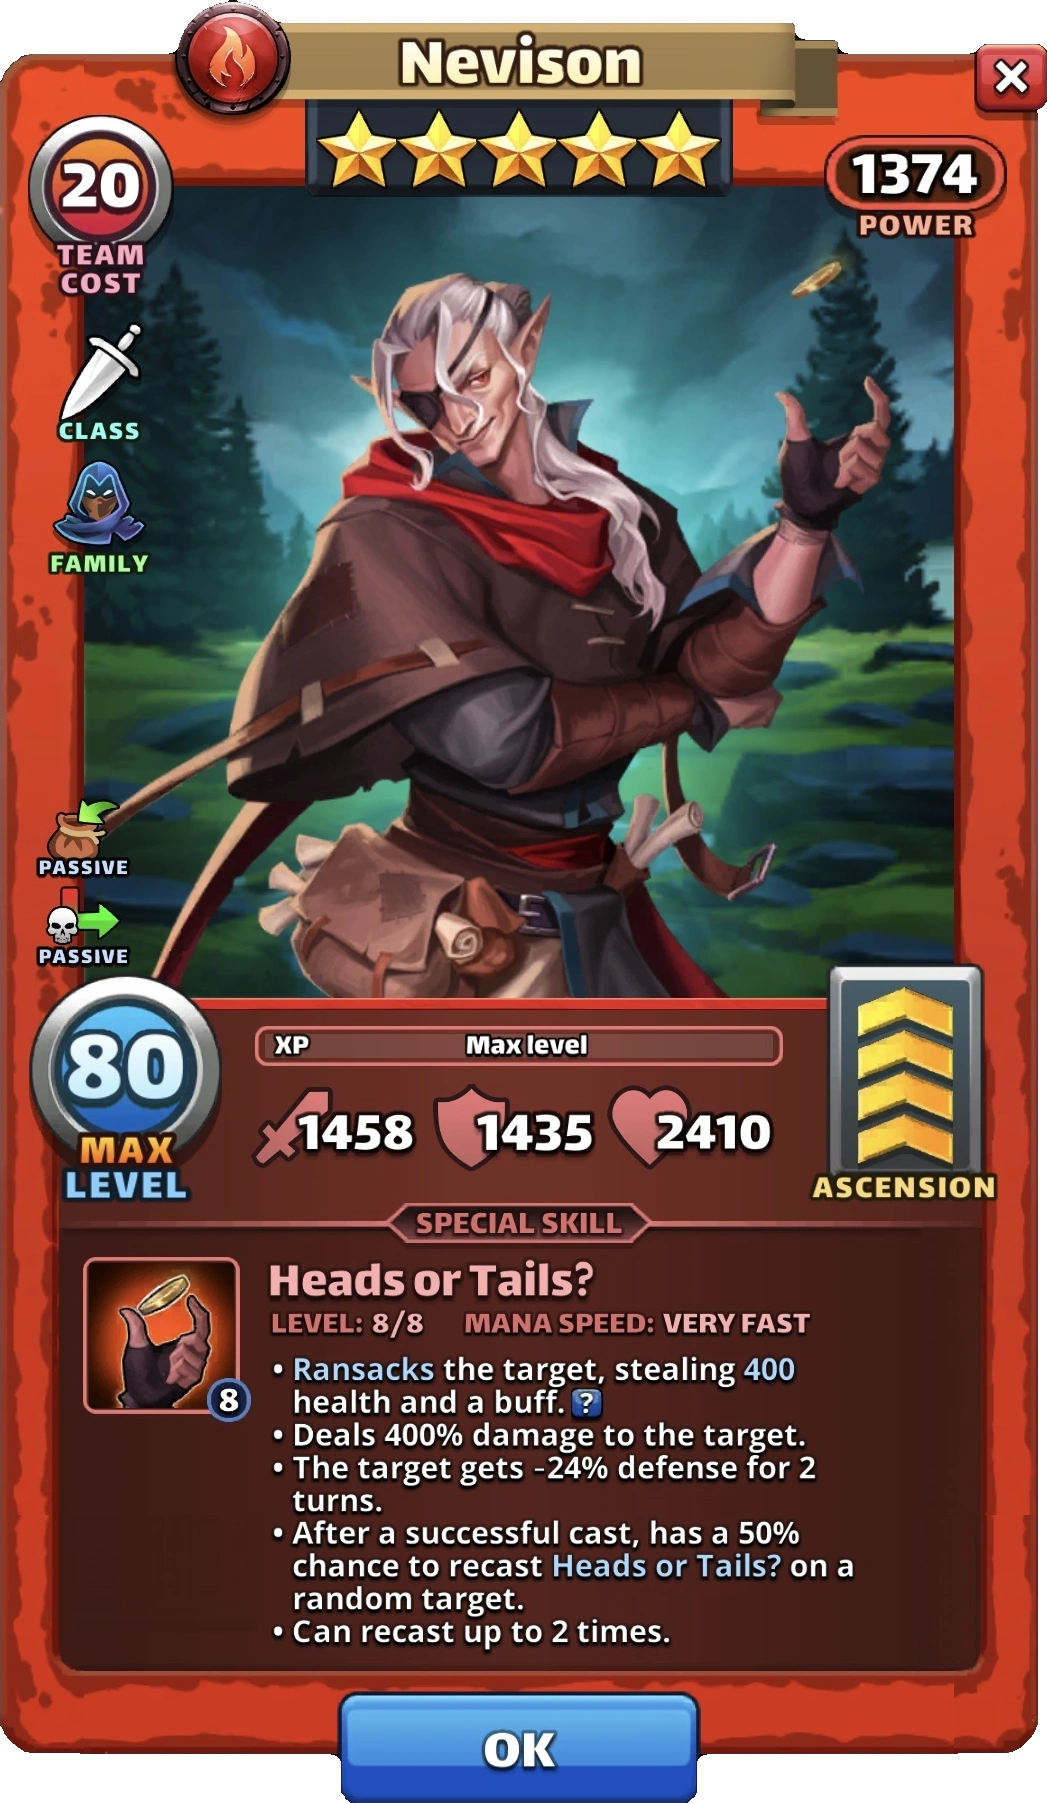 Nevison
20
TEAM
COST
1374
POWER
CLASS
FAMILY
PASSIVE
PASSIVE
80
MAX
LEVEL
XP
Max level
1458
1435
2410
ASCENSION
SPECIAL SKILL
Heads or Tails?
LEVEL: 8/8 MANA SPEED: VERY FAST
8
• Ransacks the target, stealing 400
health and a buff. ?
• Deals 400% damage to the target.
• The target gets -24% defense for 2
turns.
• After a successful cast, has a 50%
chance to recast Heads or Tails? on a
random target.
• Can recast up to 2 times.
OK